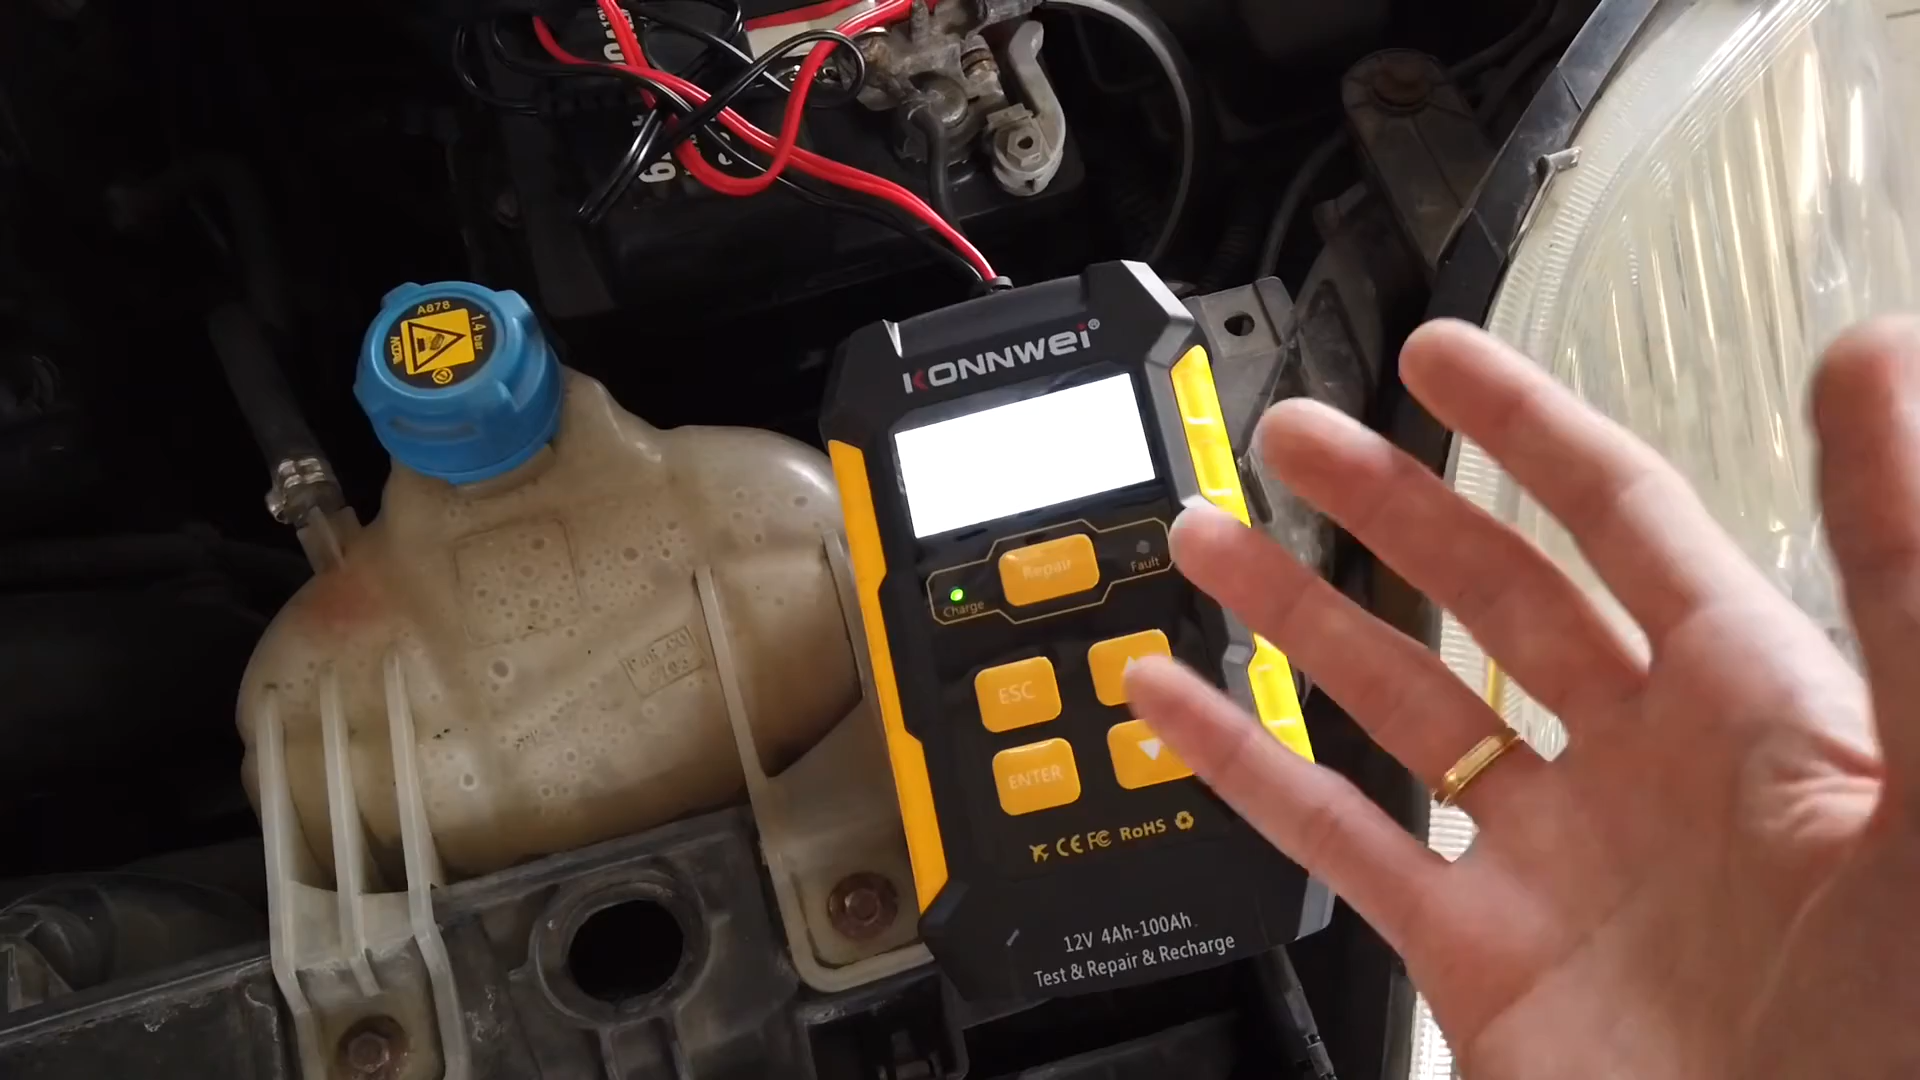 A878
1.4 bar
KONNWEI®
Repair
Fault
Charge
ESC
ENTER
CE FC RoHS
12V 4Ah-100Ah
Test & Repair & Recharge